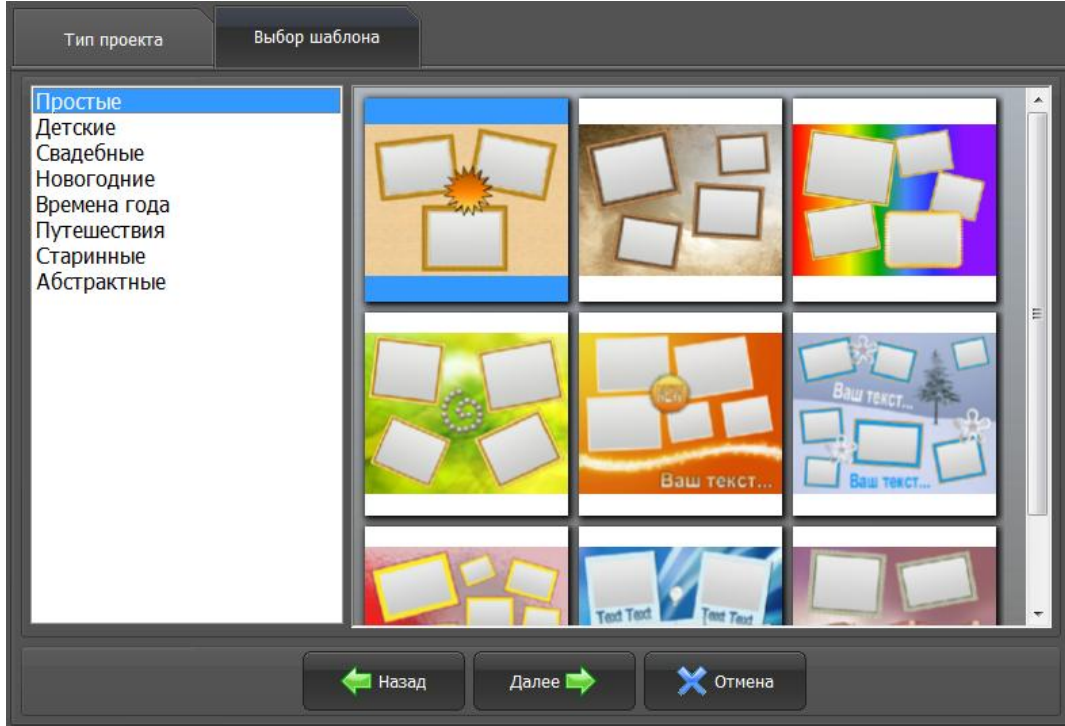 Тип проекта
Выбор шаблона
Простые
Детские
Свадебные
Новогодние
Времена года
Путешествия
Старинные
Абстрактные
Ваш текст...
Ваш текст...
Ваш текст...
Text Text
Text Text
Назад
Далее
Отмена